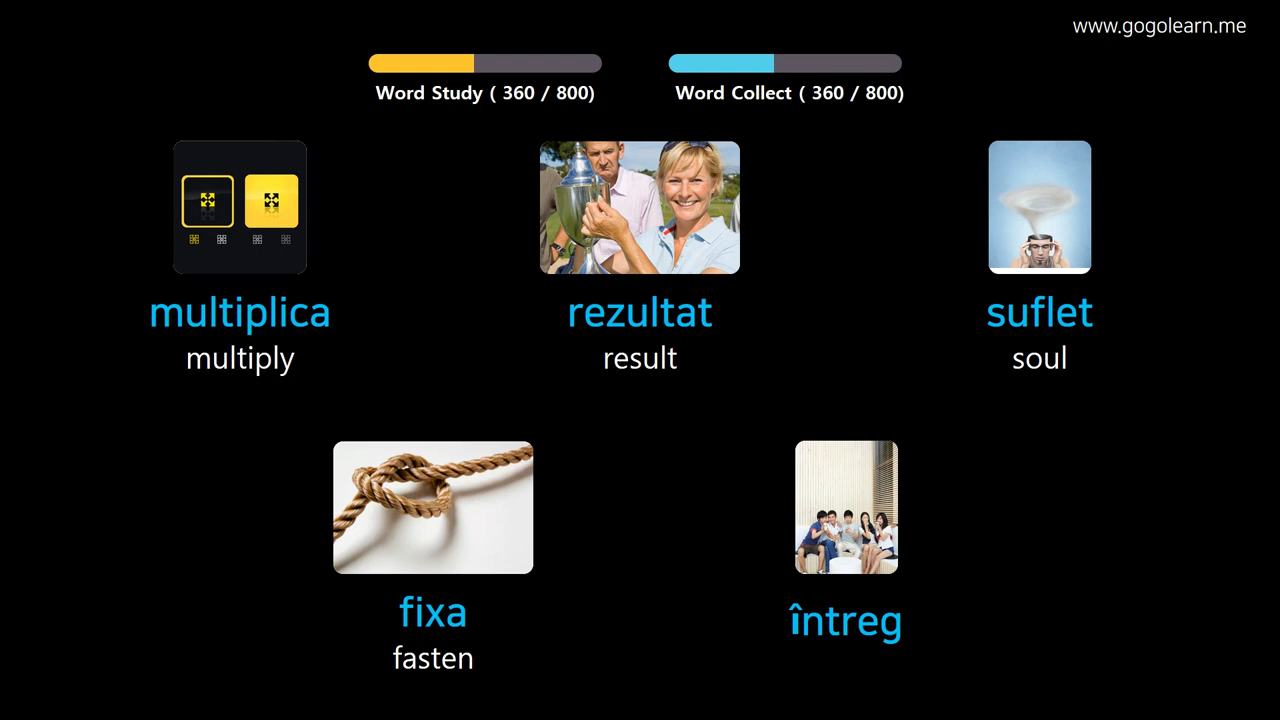 www.gogolearn.me
Word Study ( 360 / 800)
Word Collect ( 360 / 800)
multiplica
multiply
rezultat
result
suflet
soul
fixa
fasten
întreg